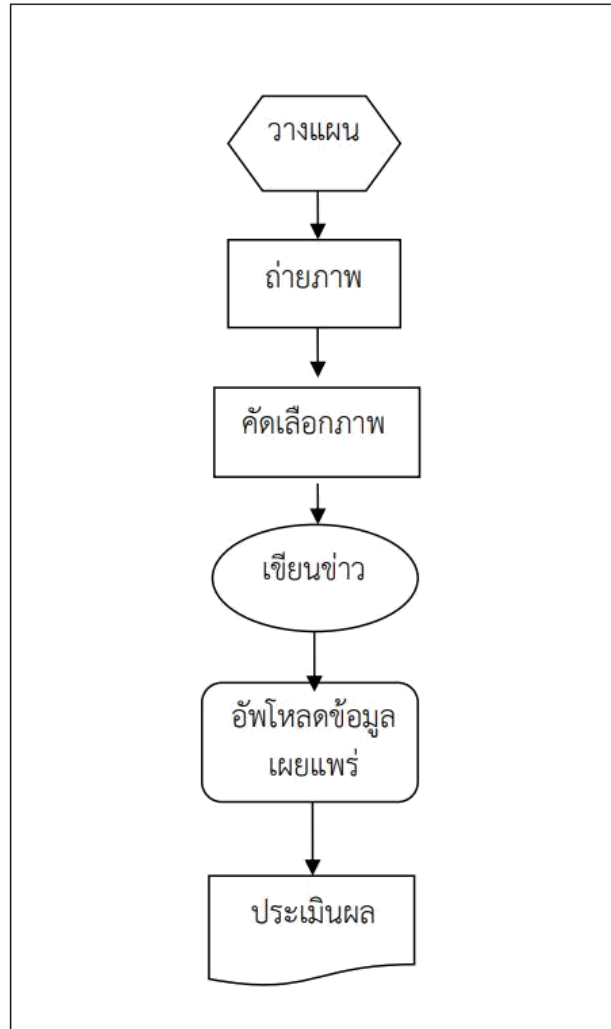 วางแผน
ถ่ายภาพ
คัดเลือกภาพ
เขียนข่าว
อัพโหลดข้อมูล
เผยแพร่
ประเมินผล